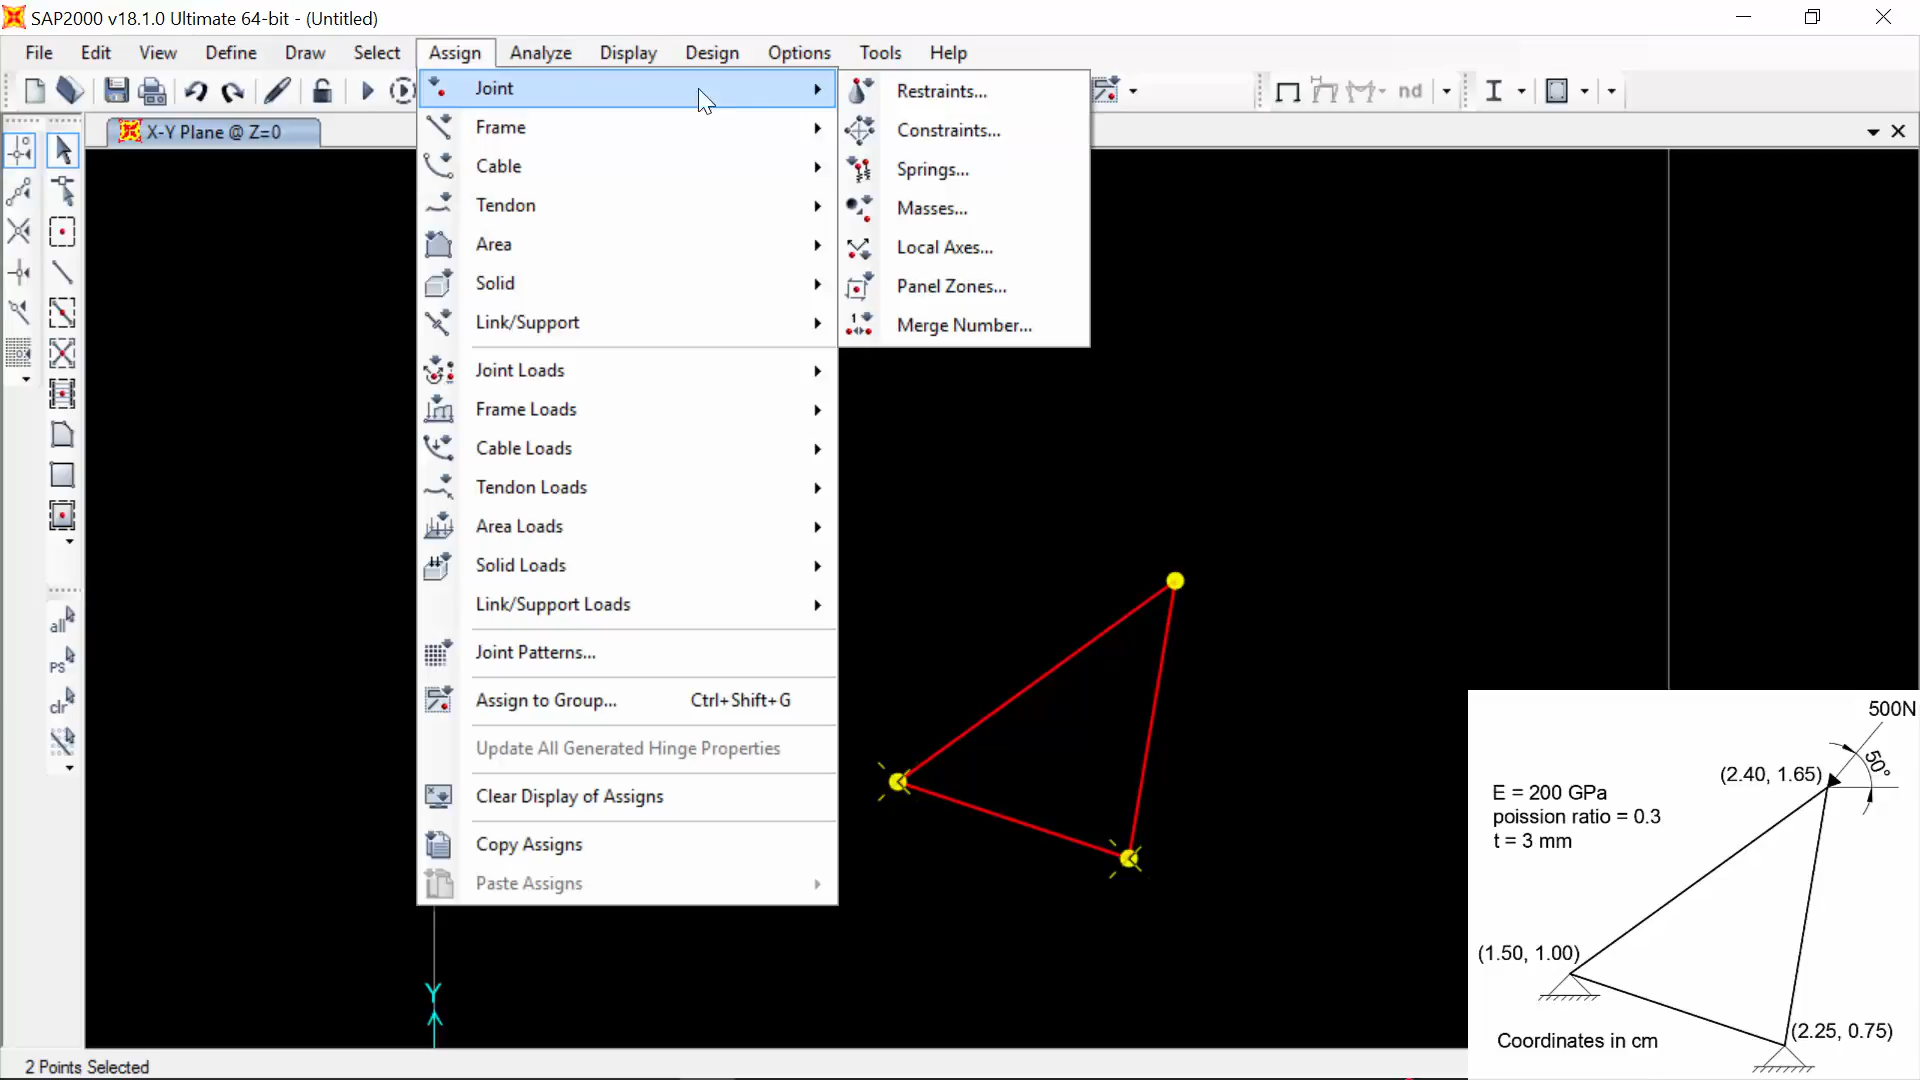 SAP2000 v18.1.0 Ultimate 64-bit - (Untitled)
File Edit View Define Draw Select Assign Analyze Display Design Options Tools Help
nd
X-Y Plane @ Z=0
Joint
Frame
Cable
Tendon
Area
Solid
Link/Support
Joint Loads
Frame Loads
Cable Loads
Tendon Loads
Area Loads
Solid Loads
Link/Support Loads
Joint Patterns...
Assign to Group... Ctrl+Shift+G
Update All Generated Hinge Properties
Clear Display of Assigns
Copy Assigns
Paste Assigns
Restraints...
Constraints...
Springs...
Masses...
Local Axes...
Panel Zones...
Merge Number...
all
PS
clr
Y
500N
50°
(2.40, 1.65)
E = 200 GPa
poission ratio = 0.3
t = 3 mm
(1.50, 1.00)
(2.25, 0.75)
Coordinates in cm
2 Points Selected